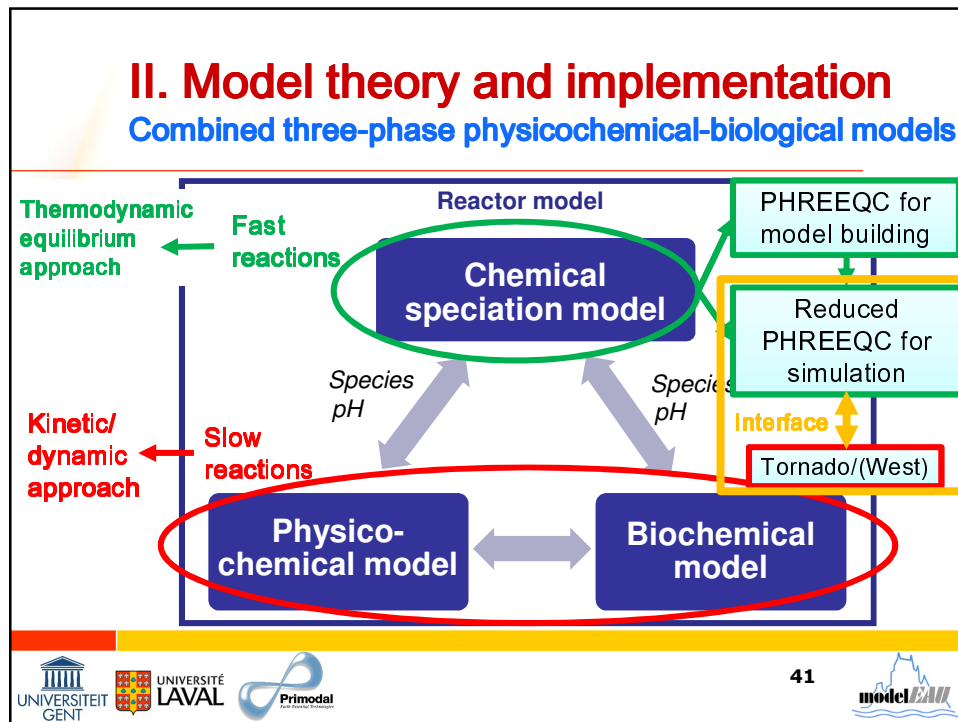 II. Model theory and implementation
Combined three-phase physicochemical-biological models
Thermodynamic
equilibrium
approach
Fast
reactions
Reactor model
Chemical
speciation model
PHREEQC for
model building
Reduced
PHREEQC for
simulation
Species
pH
Species
pH
Interface
Tornado/(West)
Kinetic/
dynamic
approach
Slow
reactions
Physico-
chemical model
Biochemical
model
UNIVERSITEIT
GENT
UNIVERSITÉ
LAVAL
Primodal
41
modelEAU